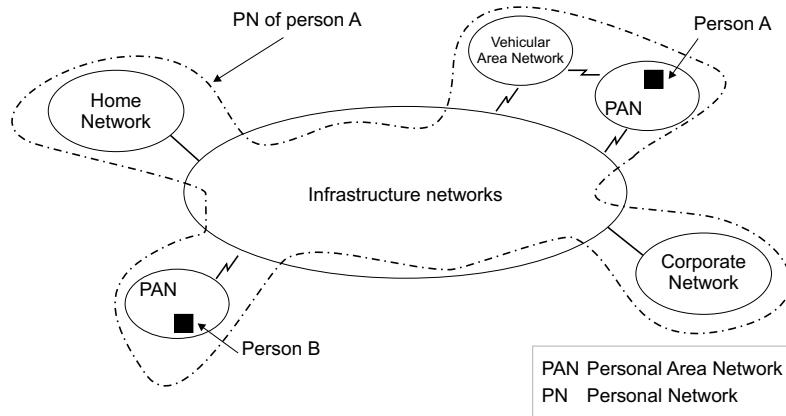 PN of person A
Person A
Vehicular
Area Network
Home
Network
PAN
Infrastructure networks
Corporate
Network
PAN
Person B
PAN Personal Area Network
PN Personal Network